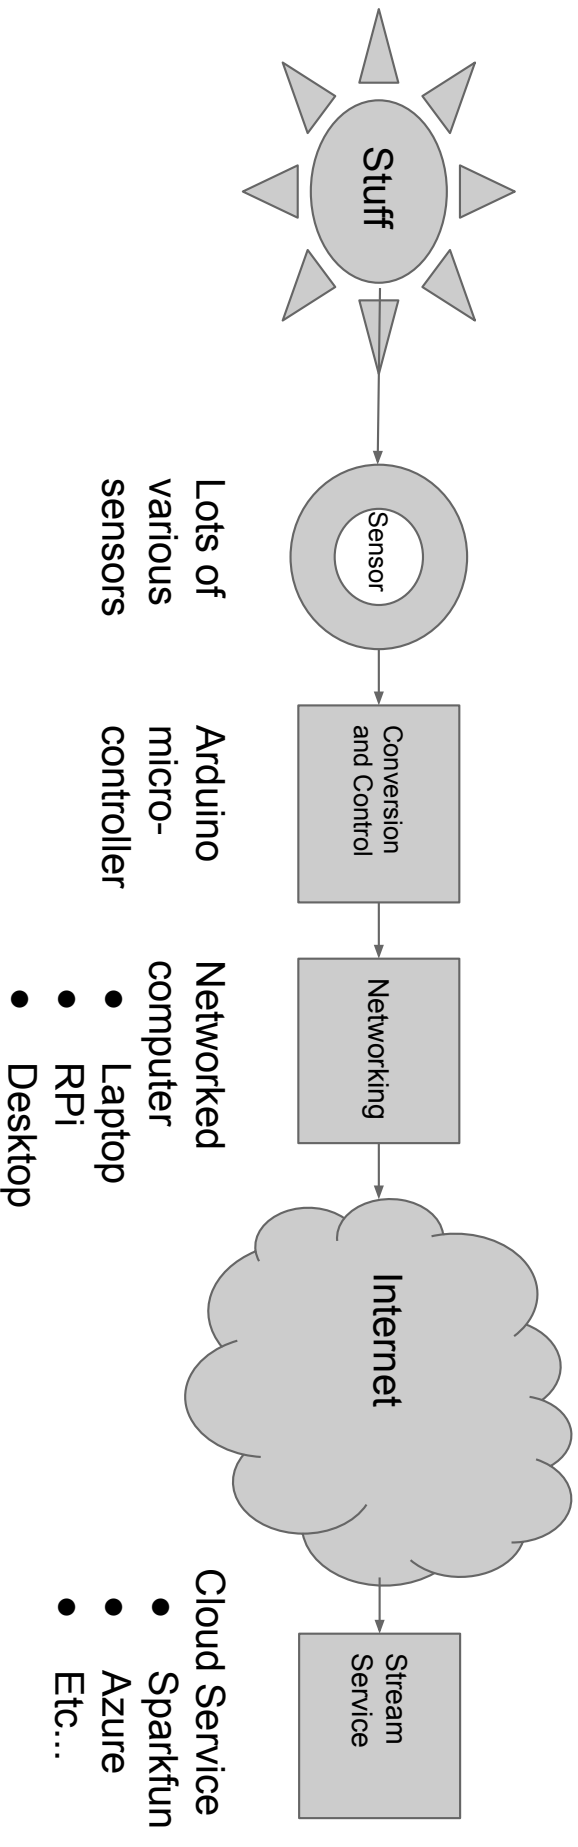 Stuff
Sensor
Conversion
and Control
Networking
Internet
Stream
Service
Lots of
various
sensors
Arduino
micro-
controller
Networked
computer
● Laptop
● RPi
● Desktop
Cloud Service
● Sparkfun
● Azure
● Etc...